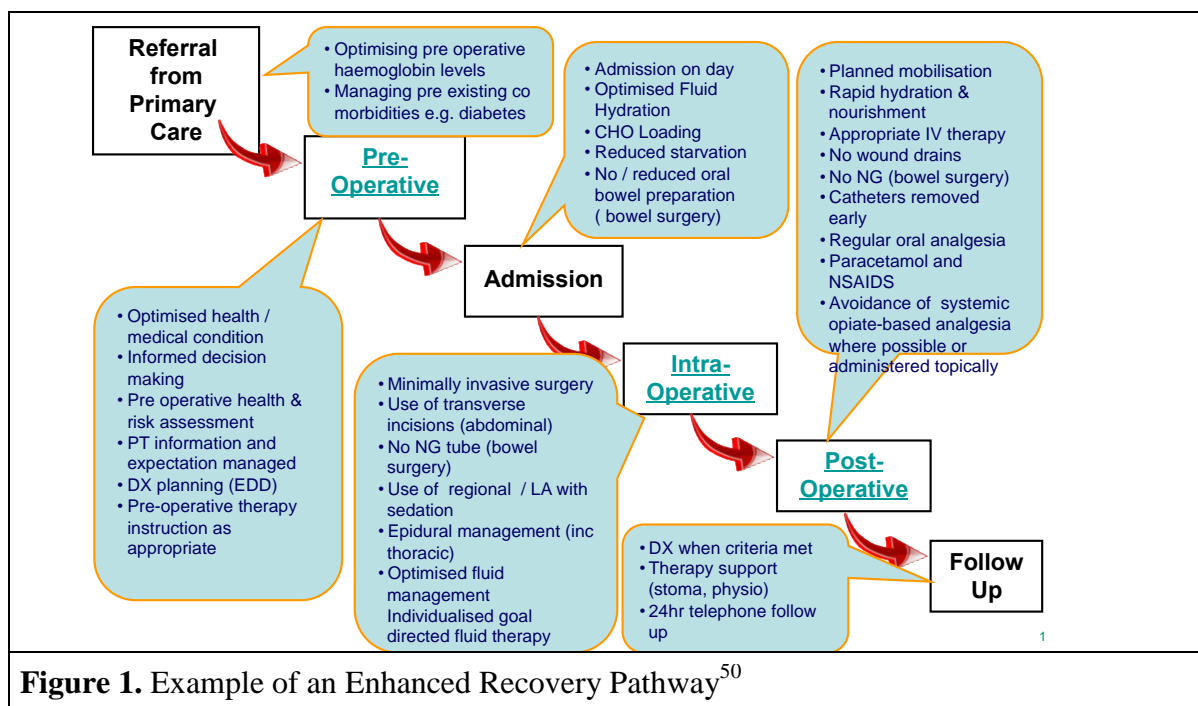 Referral
from
Primary
Care
• Optimising pre operative
haemoglobin levels
• Managing pre existing co
morbidities e.g. diabetes
Pre-
Operative
• Optimised health /
medical condition
• Informed decision
making
• Pre operative health &
risk assessment
• PT information and
expectation managed
• DX planning (EDD)
• Pre-operative therapy
instruction as
appropriate
• Admission on day
• Optimised Fluid
Hydration
• CHO Loading
• Reduced starvation
• No / reduced oral
bowel preparation
( bowel surgery)
Admission
• Minimally invasive surgery
• Use of transverse
incisions (abdominal)
• No NG tube (bowel
surgery)
• Use of regional / LA with
sedation
• Epidural management (inc
thoracic)
• Optimised fluid
management
Individualised goal
directed fluid therapy
Intra-
Operative
• Planned mobilisation
• Rapid hydration &
nourishment
• Appropriate IV therapy
• No wound drains
• No NG (bowel surgery)
• Catheters removed
early
• Regular oral analgesia
• Paracetamol and
NSAIDS
• Avoidance of systemic
opiate-based analgesia
where possible or
administered topically
Post-
Operative
• DX when criteria met
• Therapy support
(stoma, physio)
• 24hr telephone follow
up
Follow
Up
1
Figure 1. Example of an Enhanced Recovery Pathway50